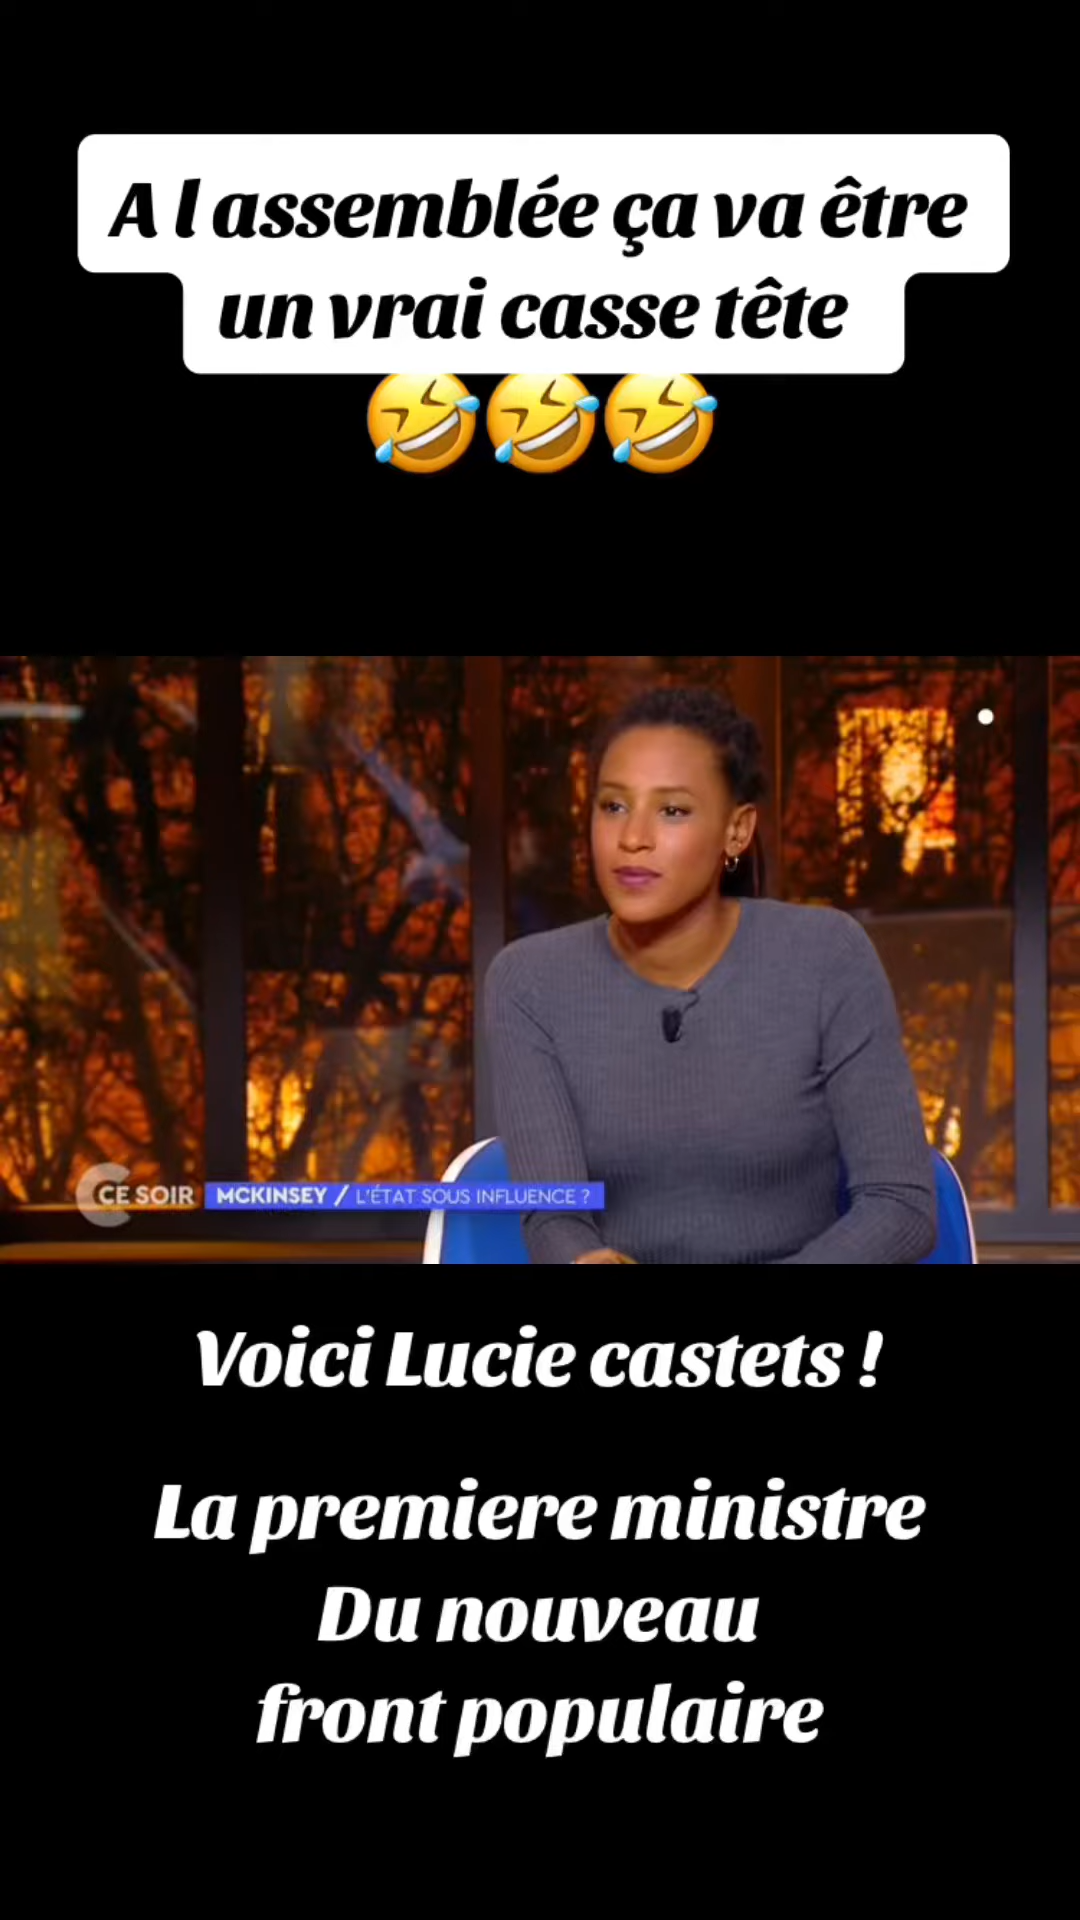 A l assemblée ça va être
un vrai casse tête
🤣🤣🤣
CE SOIR MCKINSEY / L'ÉTAT SOUS INFLUENCE ?
Voici Lucie castets !
La premiere ministre
Du nouveau
front populaire